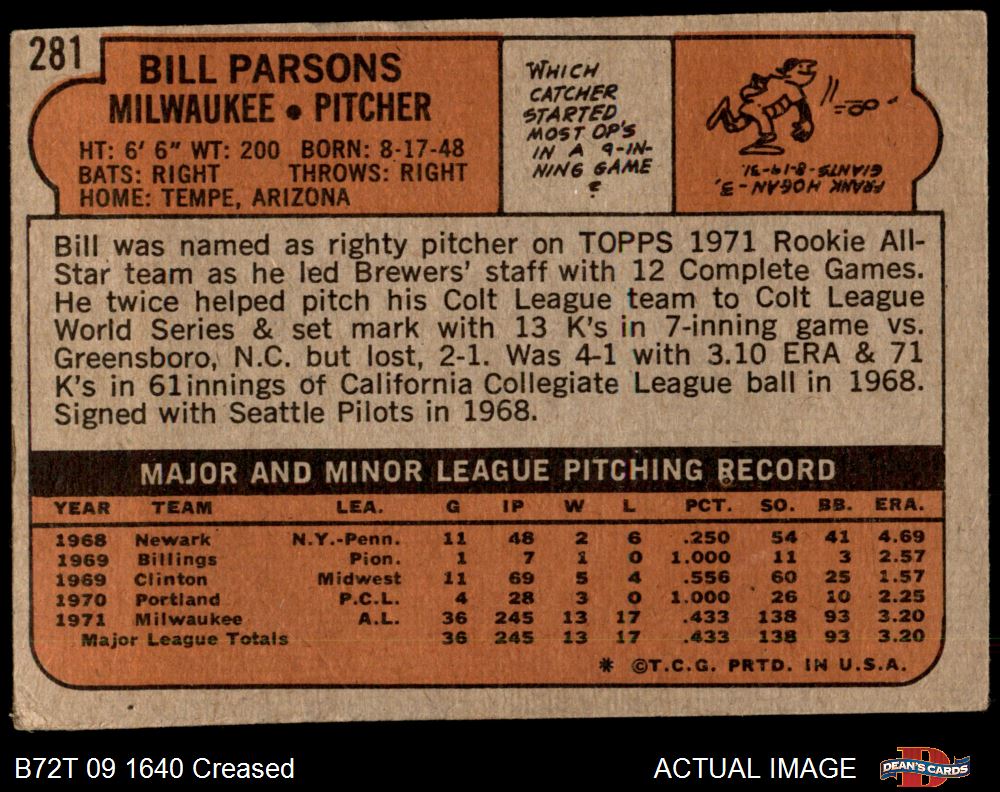 281
BILL PARSONS
MILWAUKEE • PITCHER
HT: 6' 6" WT: 200 BORN: 8-17-48
BATS: RIGHT THROWS: RIGHT
HOME: TEMPE, ARIZONA
WHICH
CATCHER
STARTED
MOST DP'S
IN A 9-IN-
NING GAME
?
FRANK HOGAN, 3,
GIANTS - 8-19-31.
Bill was named as righty pitcher on TOPPS 1971 Rookie All-
Star team as he led Brewers' staff with 12 Complete Games.
He twice helped pitch his Colt League team to Colt League
World Series & set mark with 13 K's in 7-inning game vs.
Greensboro, N.C. but lost, 2-1. Was 4-1 with 3.10 ERA & 71
K's in 61 innings of California Collegiate League ball in 1968.
Signed with Seattle Pilots in 1968.
MAJOR AND MINOR LEAGUE PITCHING RECORD
YEAR TEAM LEA. G IP W L PCT. SO. BB. ERA.
1968 Newark N.Y.-Penn. 11 48 2 6 .250 54 41 4.69
1969 Billings Pion. 1 7 1 0 1.000 11 3 2.57
1969 Clinton Midwest 11 69 5 4 .556 60 25 1.57
1970 Portland P.C.L. 4 28 3 0 1.000 26 10 2.25
1971 Milwaukee A.L. 36 245 13 17 .433 138 93 3.20
Major League Totals 36 245 13 17 .433 138 93 3.20
* ©T.C.G. PRTD. IN U.S.A.
B72T 09 1640 Creased
ACTUAL IMAGE
D
DEAN'S CARDS